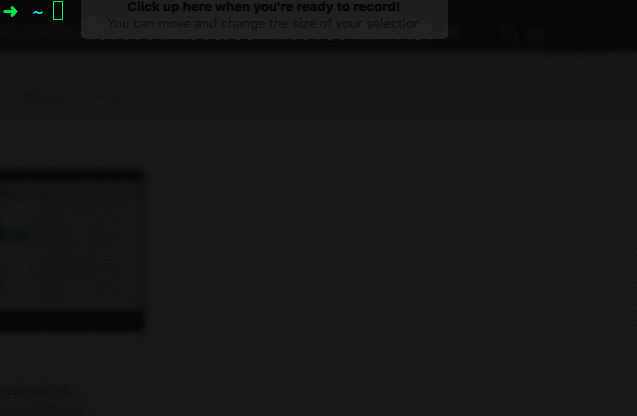 ➜ ~
Click up here when you're ready to record!
You can move and change the size of your selection